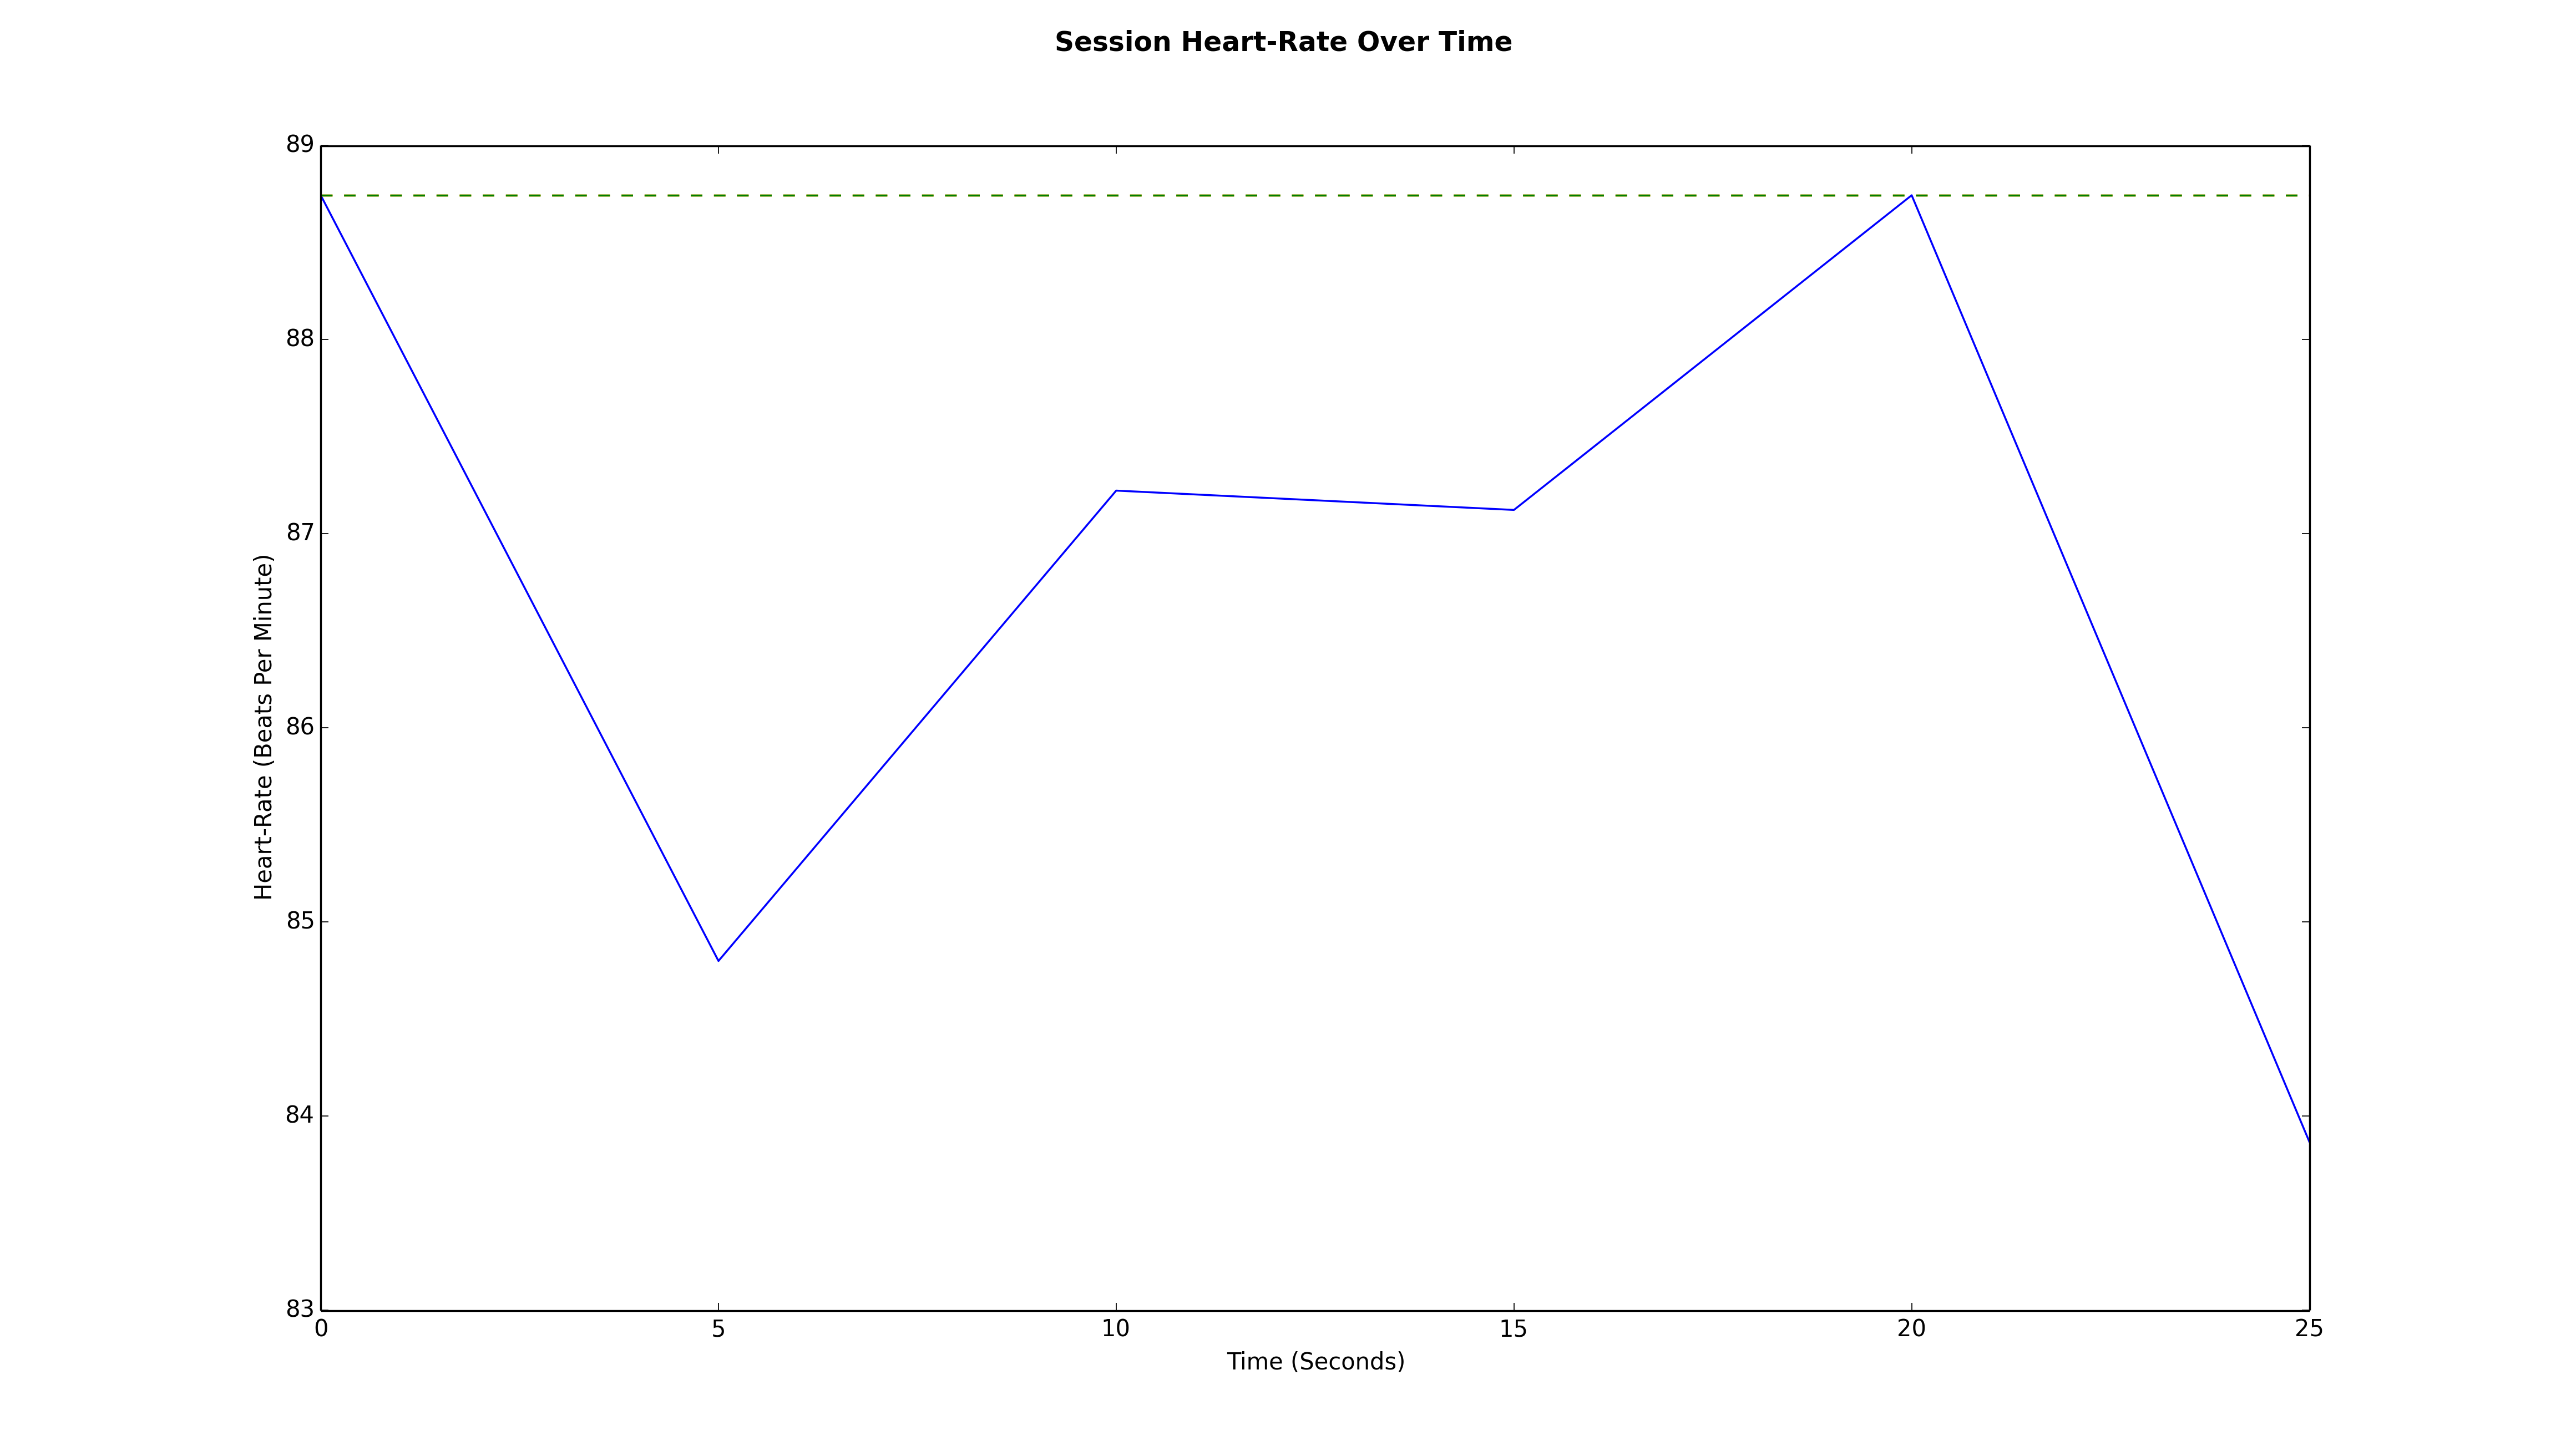 Session Heart-Rate Over Time
89
88
87
86
85
84
83
Heart-Rate (Beats Per Minute)
0 5 10 15 20 25
Time (Seconds)